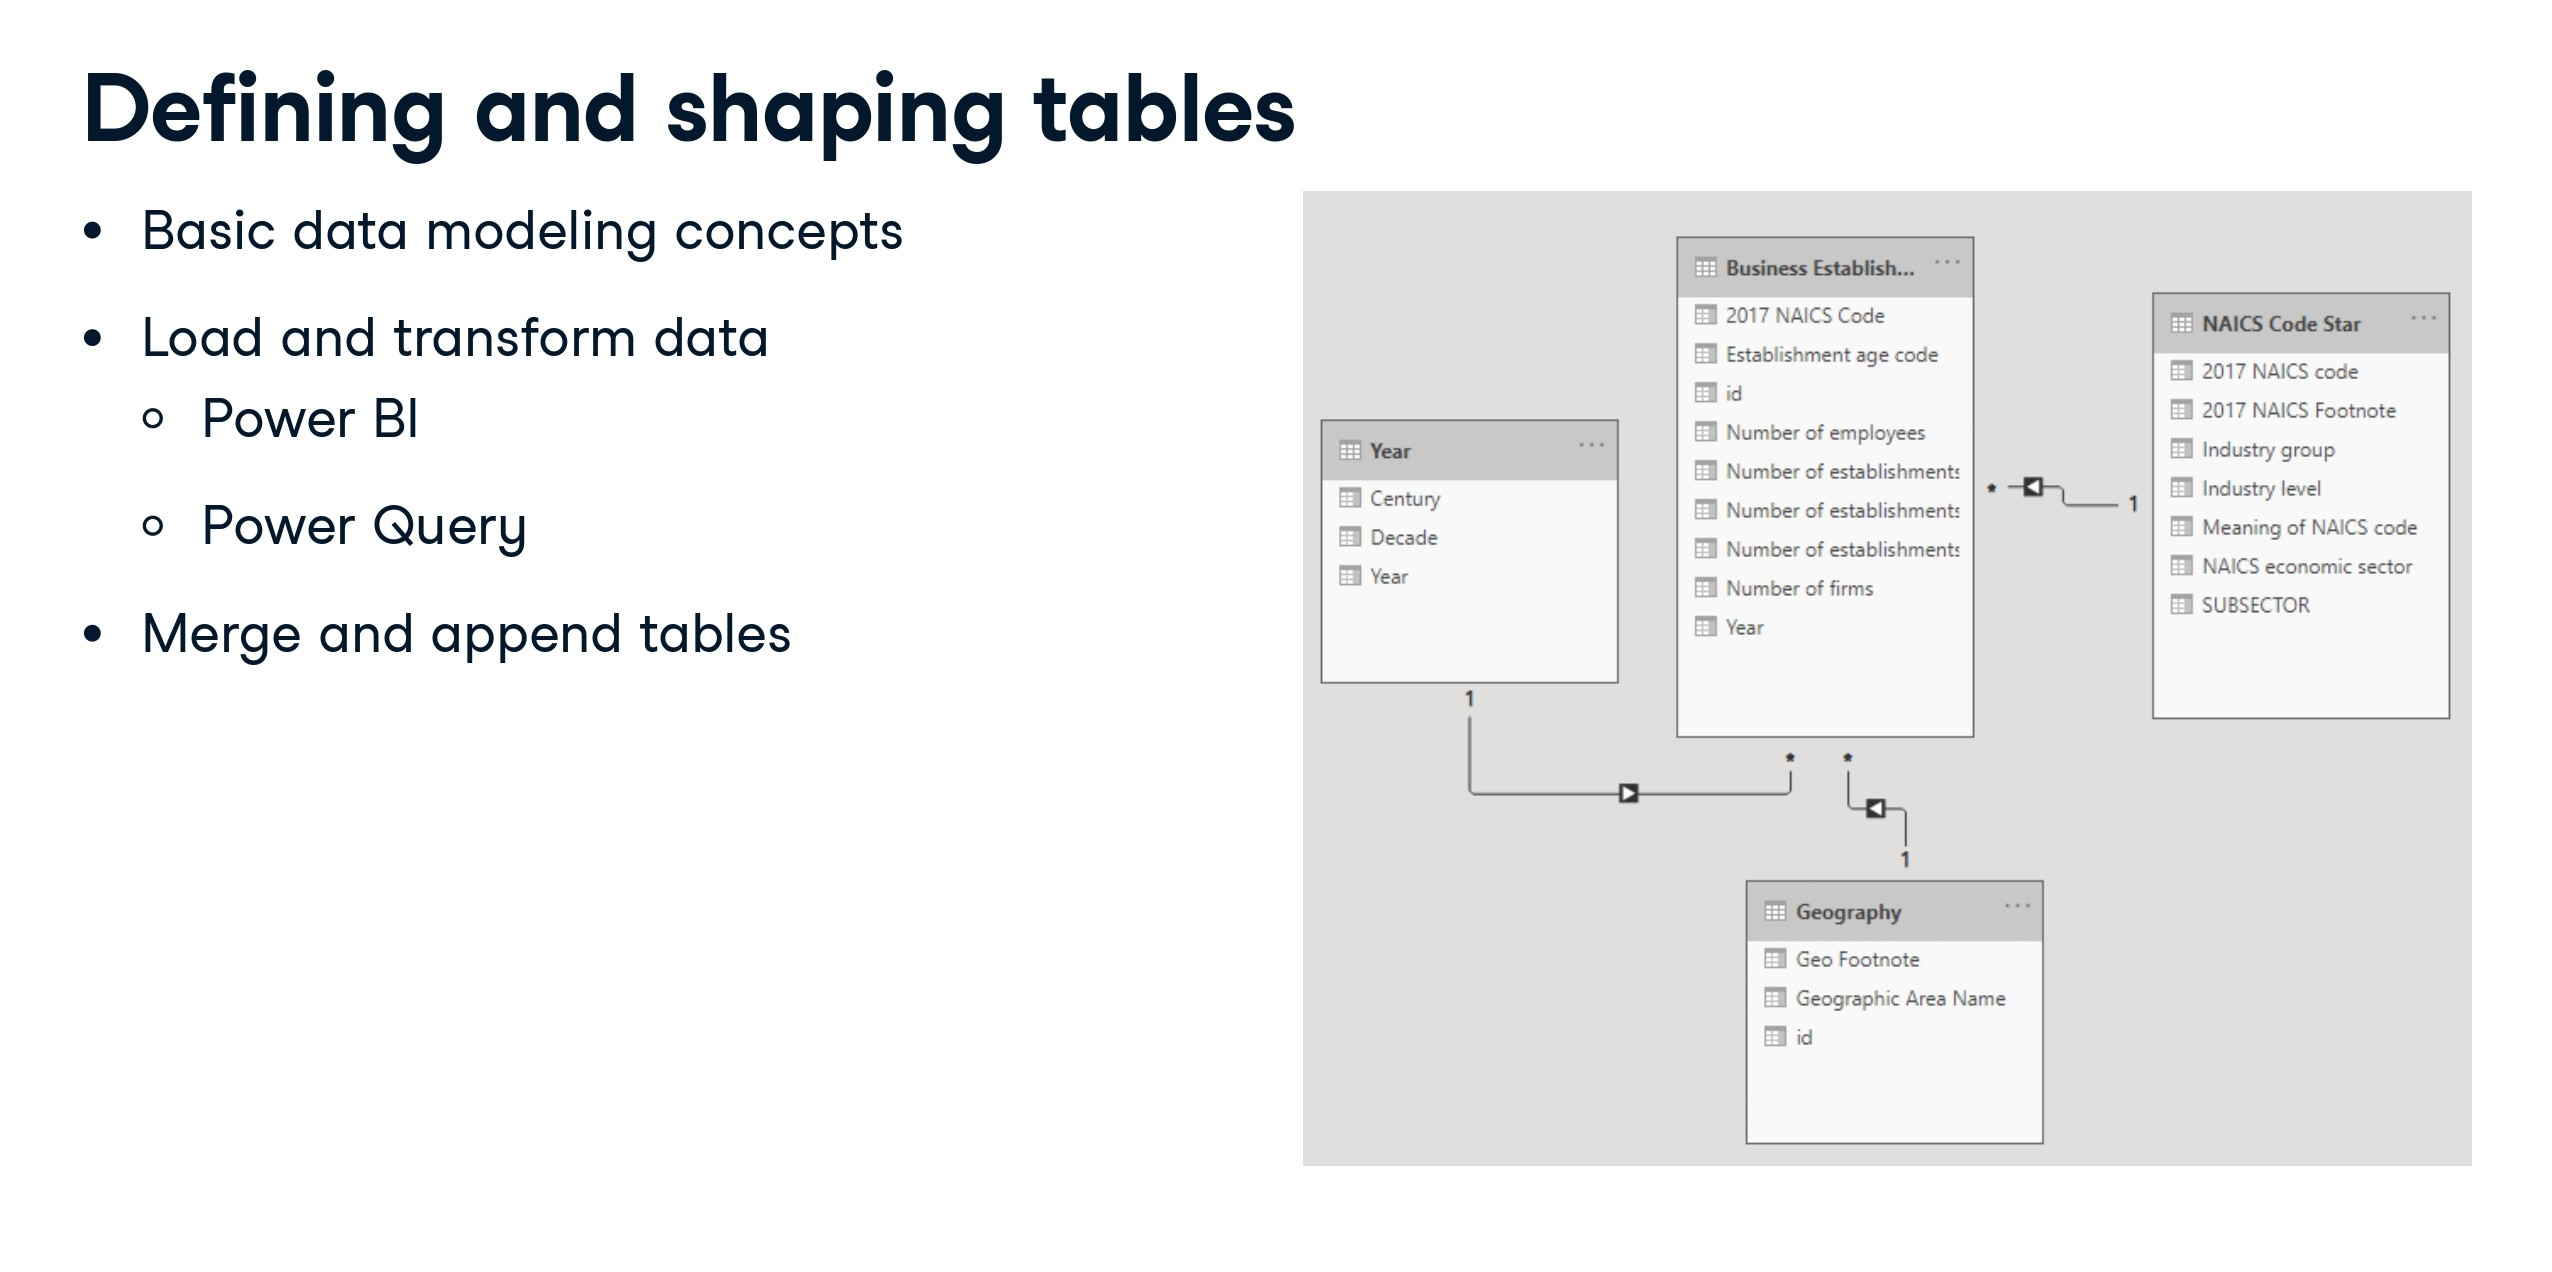 Defining and shaping tables
• Basic data modeling concepts
• Load and transform data
○ Power BI
○ Power Query
• Merge and append tables
Year
Century
Decade
Year
1
Business Establish...
2017 NAICS Code
Establishment age code
id
Number of employees
Number of establishments
Number of establishments
Number of establishments
Number of firms
Year
*
*
* 1
NAICS Code Star
2017 NAICS code
2017 NAICS Footnote
Industry group
Industry level
Meaning of NAICS code
NAICS economic sector
SUBSECTOR
1
Geography
Geo Footnote
Geographic Area Name
id